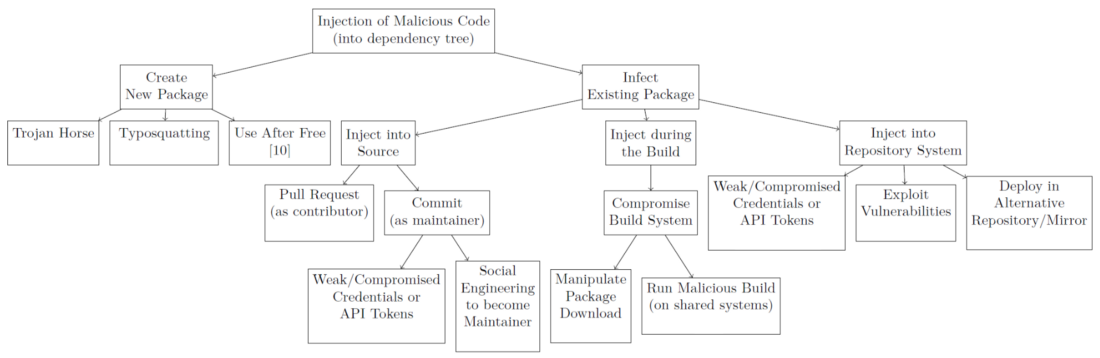 Injection of Malicious Code
(into dependency tree)
Create
New Package
Infect
Existing Package
Trojan Horse
Typosquatting
Use After Free
[10]
Inject into
Source
Inject during
the Build
Inject into
Repository System
Pull Request
(as contributor)
Commit
(as maintainer)
Compromise
Build System
Weak/Compromised
Credentials or
API Tokens
Exploit
Vulnerabilities
Deploy in
Alternative
Repository/Mirror
Weak/Compromised
Credentials or
API Tokens
Social
Engineering
to become
Maintainer
Manipulate
Package
Download
Run Malicious Build
(on shared systems)